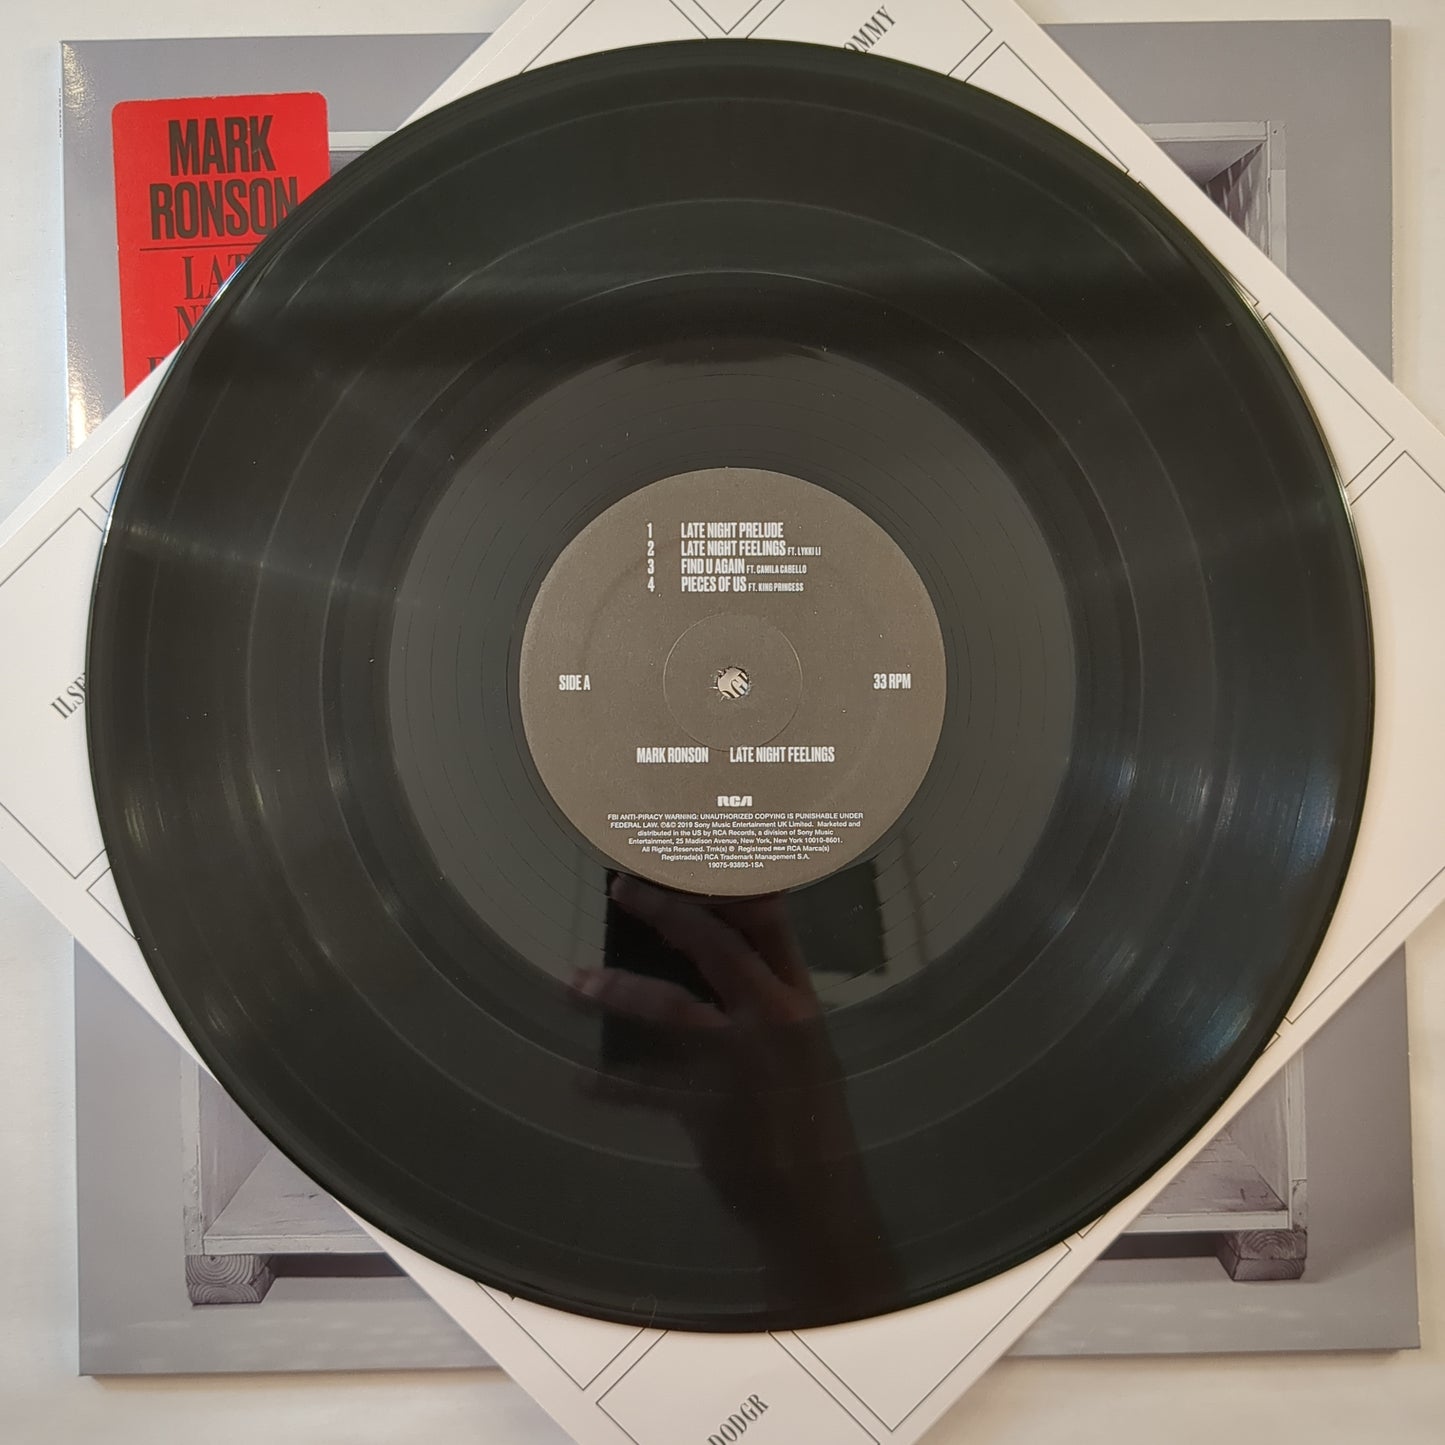 MARK
RONSON
1 LATE NIGHT PRELUDE
2 LATE NIGHT FEELINGS FT. LYKKI LI
3 FIND U AGAIN FT. CAMILA CABELLO
4 PIECES OF US FT. KING PRINCESS
SIDE A
33 RPM
MARK RONSON LATE NIGHT FEELINGS
RCA
FBI ANTI-PIRACY WARNING: UNAUTHORIZED COPYING IS PUNISHABLE UNDER
FEDERAL LAW. ℗&© 2019 Sony Music Entertainment UK Limited. Marketed and
distributed in the US by RCA Records, a division of Sony Music
Entertainment, 25 Madison Avenue, New York, New York 10010-8601.
All Rights Reserved. Tmk(s) ® Registered RCA RCA Marca(s)
Registrada(s) RCA Trademark Management S.A.
19075-93893-1SA
DODGR